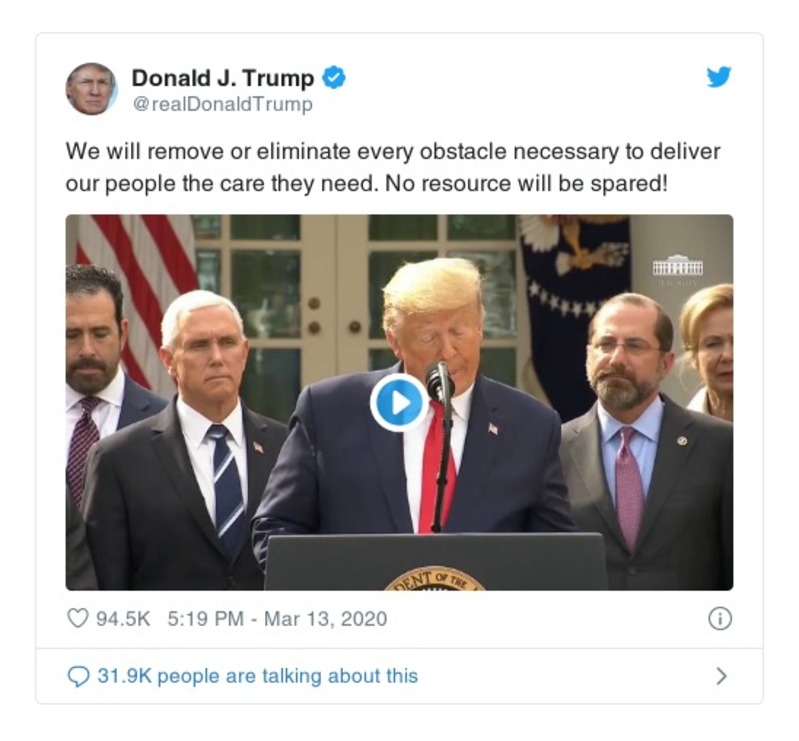 Donald J. Trump
@realDonaldTrump
We will remove or eliminate every obstacle necessary to deliver
our people the care they need. No resource will be spared!
DENT OF THE
94.5K 5:19 PM - Mar 13, 2020
31.9K people are talking about this